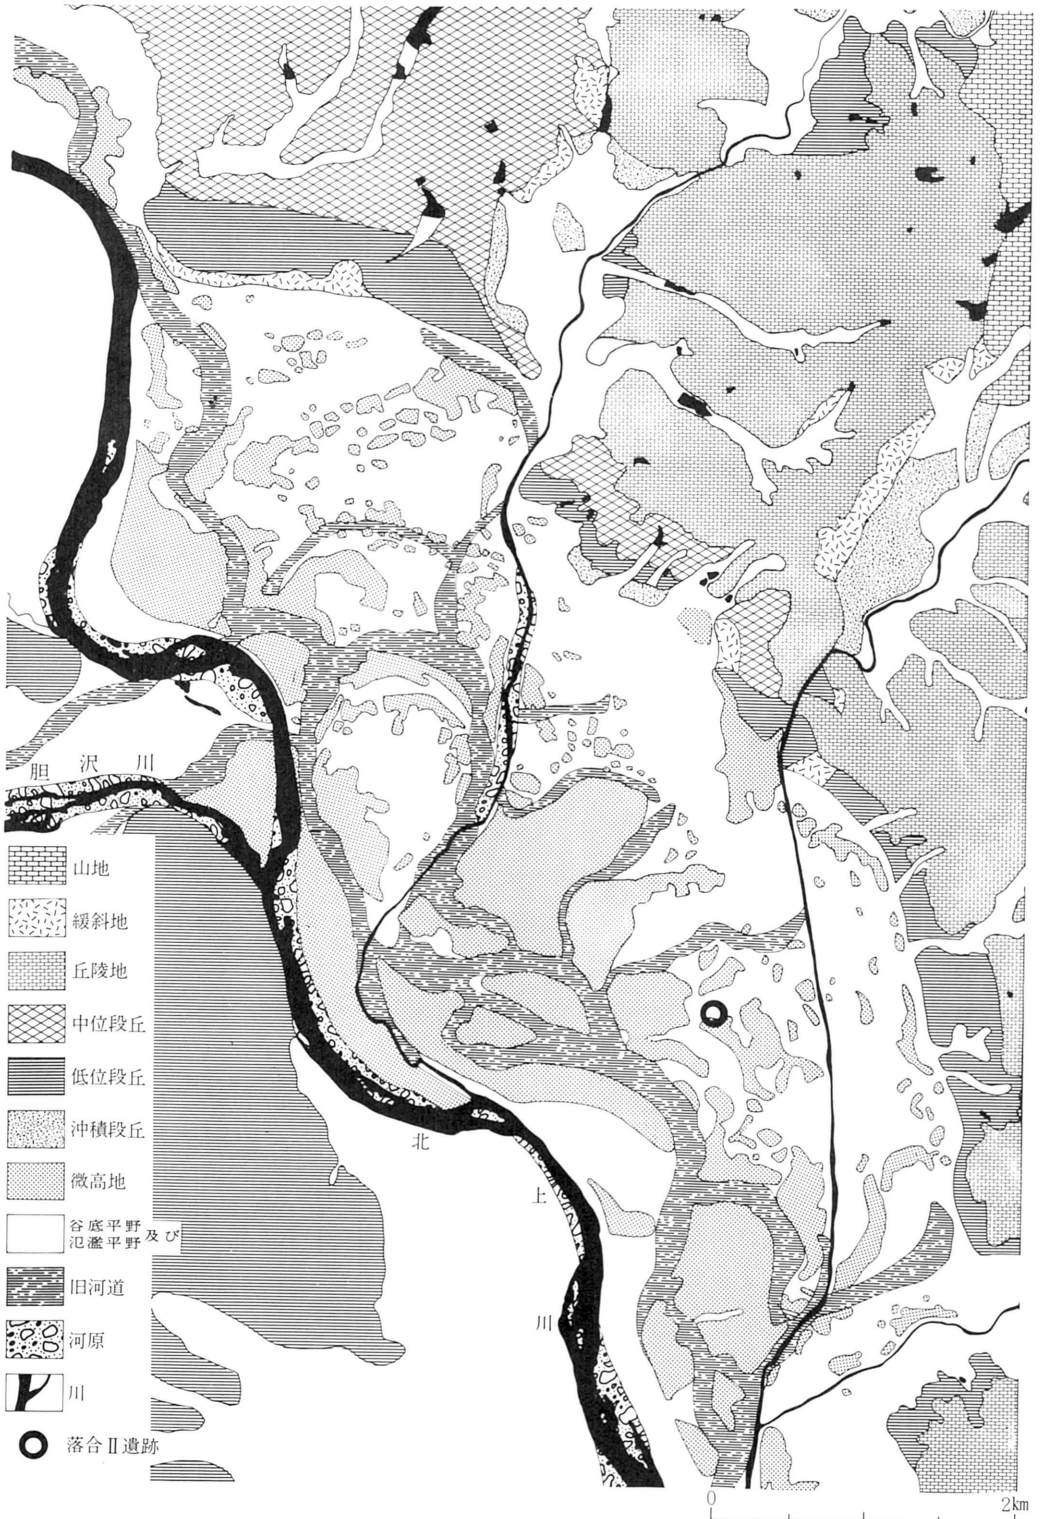 胆沢川
山地
緩斜地
丘陵地
中位段丘
低位段丘
沖積段丘
微高地
谷底平野及び
氾濫平野
旧河道
河原
川
落合Ⅱ遺跡
北上川
0 2km